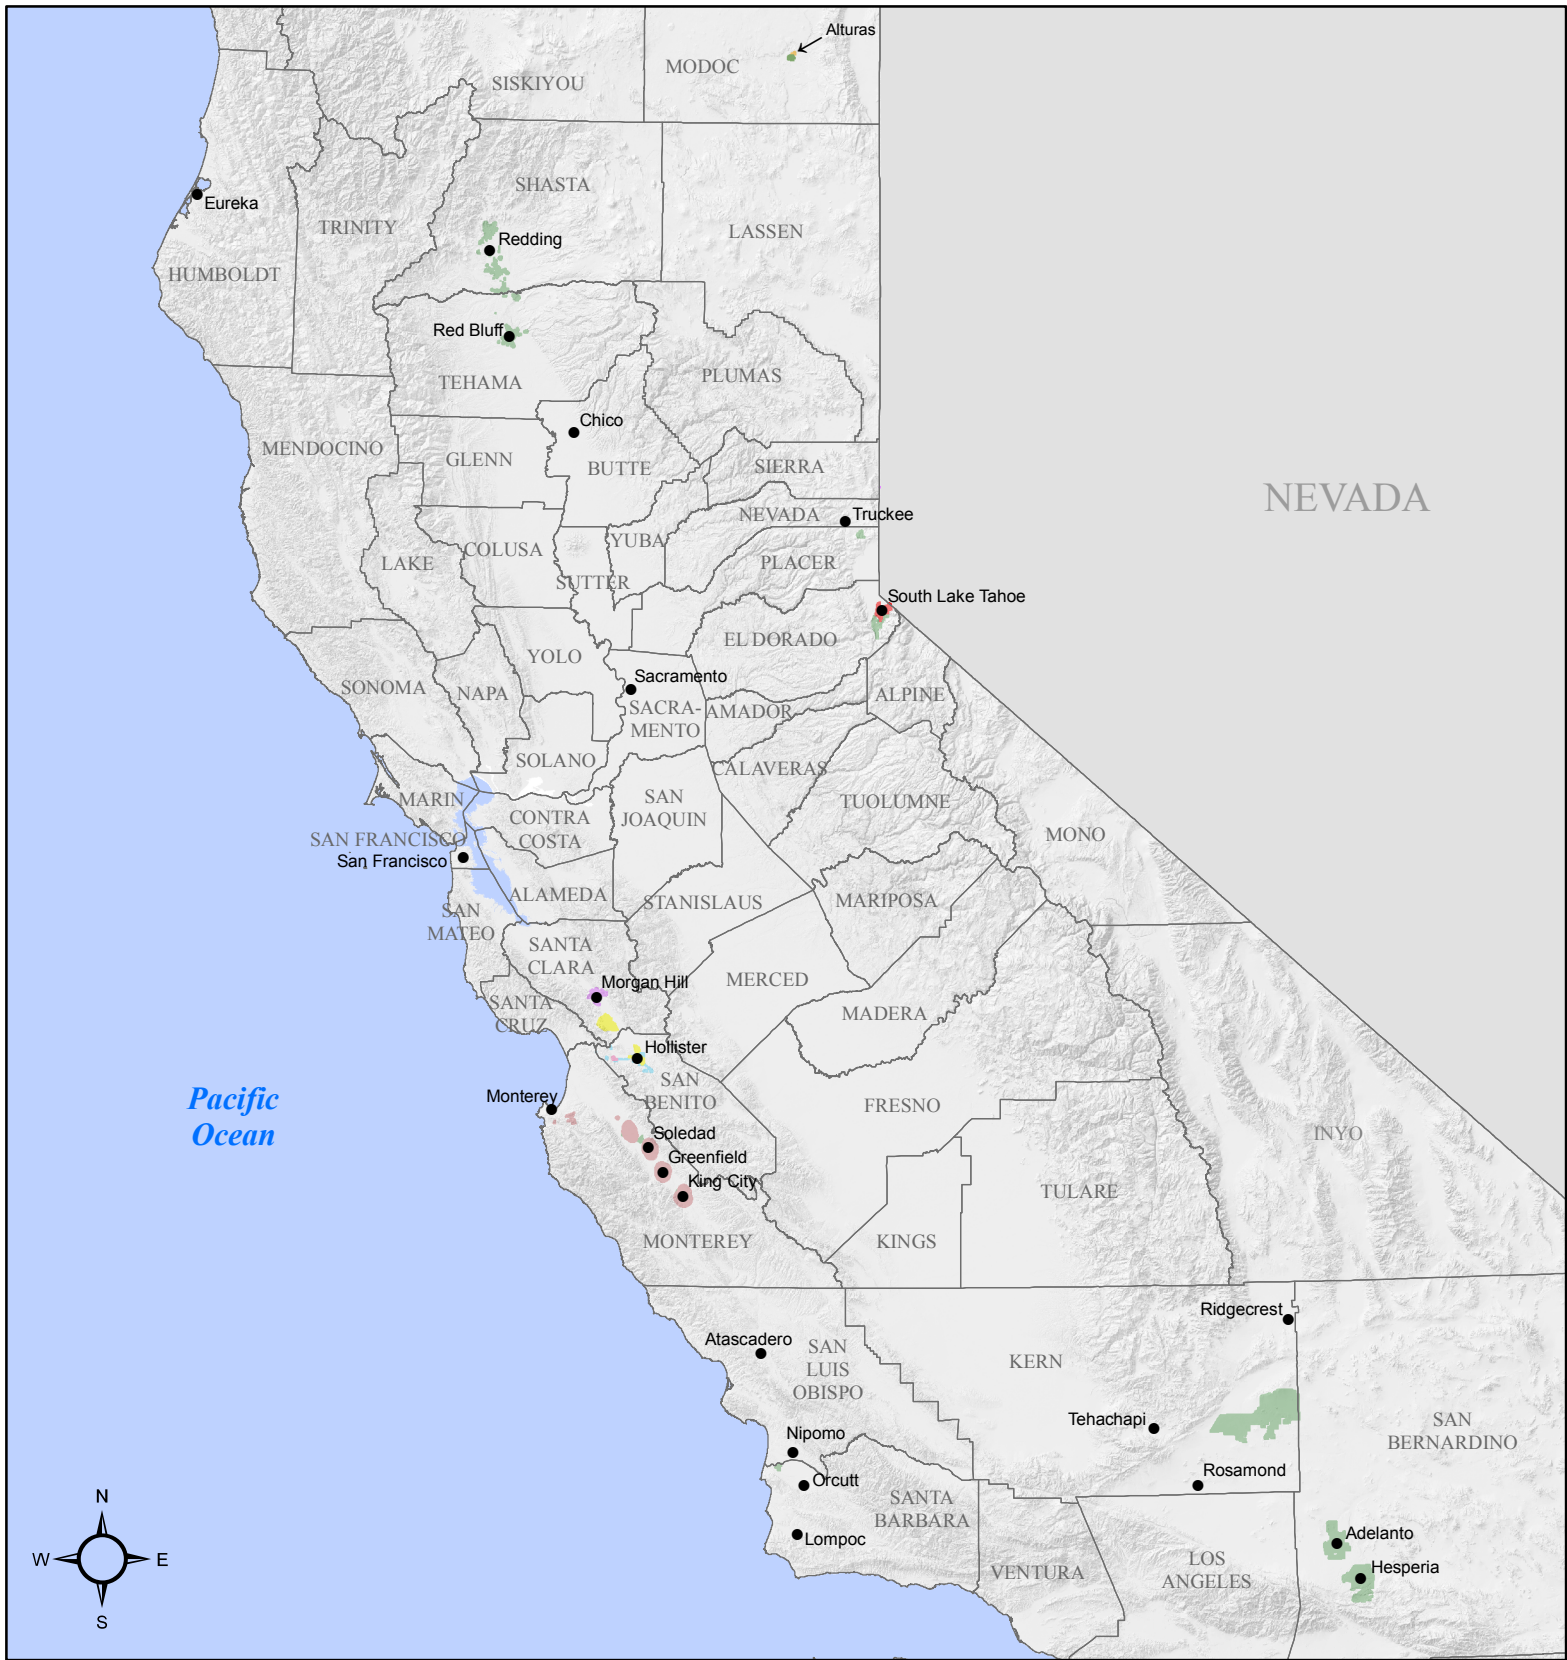 Alturas
MODOC
SISKIYOU
SHASTA
Eureka
TRINITY
LASSEN
Redding
HUMBOLDT
Red Bluff
TEHAMA
PLUMAS
Chico
MENDOCINO
GLENN
BUTTE
SIERRA
NEVADA
NEVADA
Truckee
YUBA
COLUSA
LAKE
PLACER
SUTTER
South Lake Tahoe
EL DORADO
YOLO
Sacramento
SONOMA
NAPA
ALPINE
SACRA-
MENTO
AMADOR
SOLANO
CALAVERAS
MARIN
SAN
JOAQUIN
TUOLUMNE
CONTRA
COSTA
MONO
SAN FRANCISCO
San Francisco
ALAMEDA
STANISLAUS
MARIPOSA
SAN
MATEO
SANTA
CLARA
MERCED
Morgan Hill
SANTA
CRUZ
MADERA
Hollister
SAN
BENITO
Monterey
Pacific
Ocean
FRESNO
INYO
Soledad
Greenfield
King City
TULARE
MONTEREY
KINGS
Ridgecrest
Atascadero
SAN
LUIS
OBISPO
KERN
Tehachapi
SAN
BERNARDINO
Nipomo
Orcutt
Rosamond
SANTA
BARBARA
Lompoc
Adelanto
LOS
ANGELES
Hesperia
VENTURA
N
W
E
S